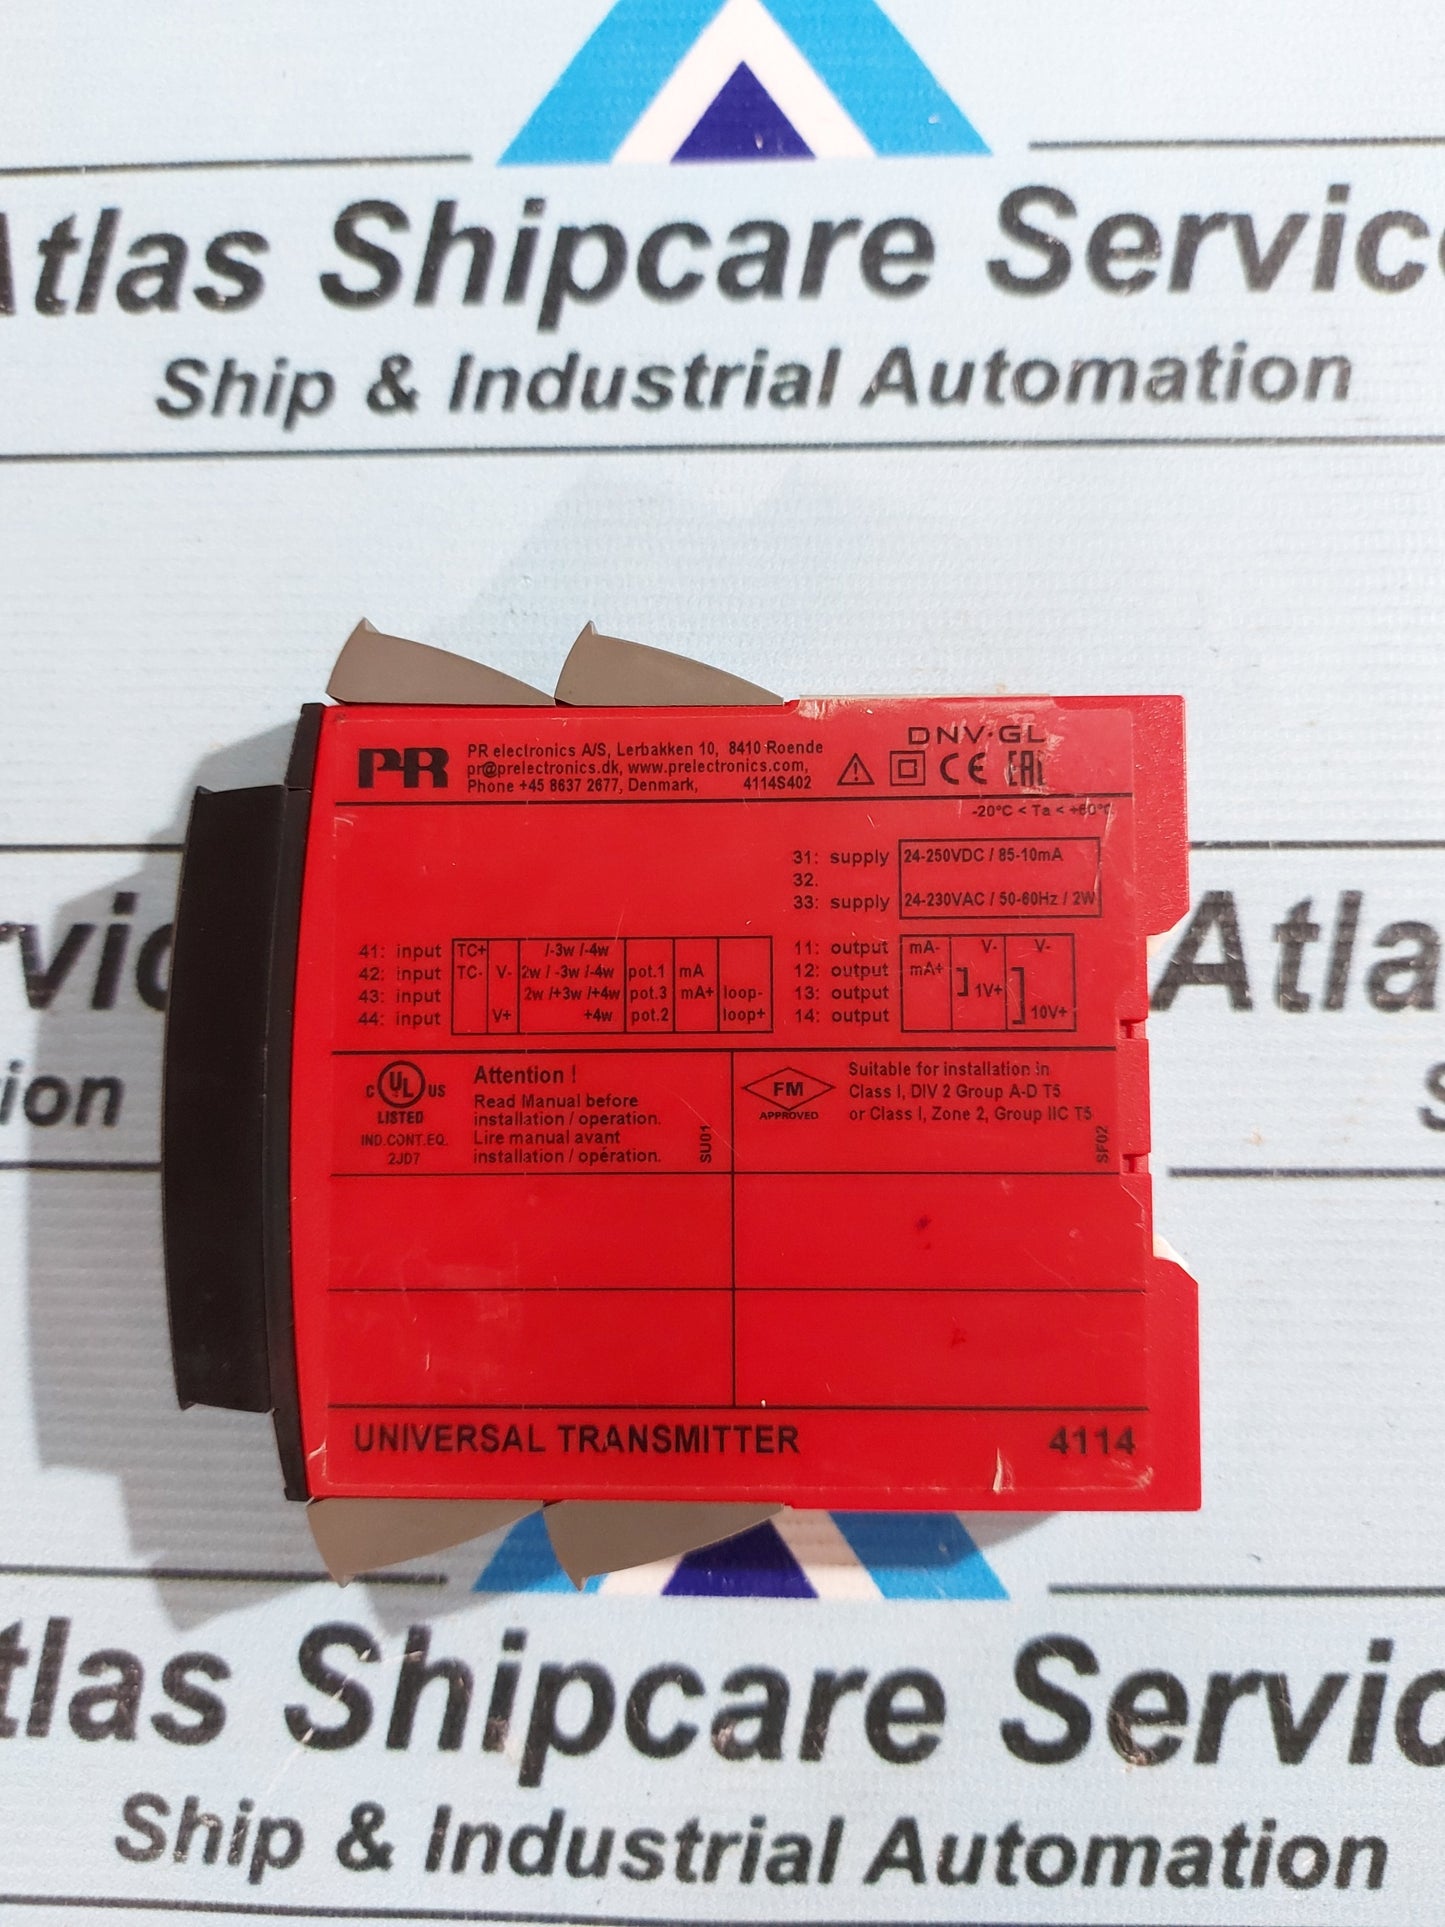 Atlas Shipcare Servic
Ship & Industrial Automation
PR
PR electronics A/S, Lerbakken 10, 8410 Roende
pr@prelectronics.dk, www.prelectronics.com,
Phone +45 8637 2677, Denmark, 4114S402
DNV·GL
CE EAC
-20°C < Ta < +60°C
31: supply 24-250VDC / 85-10mA
32.
33: supply 24-230VAC / 50-60Hz / 2W
41: input TC+ /-3w /-4w
42: input TC- V- 2w / -3w /-4w pot.1 mA
43: input 2w /+3w /+4w pot.3 mA+ loop-
44: input V+ +4w pot.2 loop+
11: output mA- V- V-
12: output mA+
13: output 1V+
14: output 10V+
C UL US
LISTED
IND.CONT.EQ.
2JD7
Attention !
Read Manual before
installation / operation.
Lire manual avant
installation / opération.
SU01
FM
APPROVED
Suitable for installation in
Class I, DIV 2 Group A-D T5
or Class I, Zone 2, Group IIC T5
SF02
UNIVERSAL TRANSMITTER 4114
rvic
ion
Atla
S
tlas Shipcare Servic
Ship & Industrial Automation